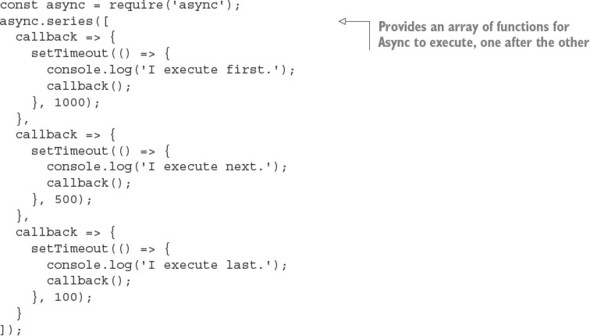 const async = require('async');
async.series([
  callback => {
    setTimeout(() => {
      console.log('I execute first.');
      callback();
    }, 1000);
  },
  callback => {
    setTimeout(() => {
      console.log('I execute next.');
      callback();
    }, 500);
  },
  callback => {
    setTimeout(() => {
      console.log('I execute last.');
      callback();
    }, 100);
  }
]);
Provides an array of functions for
Async to execute, one after the other